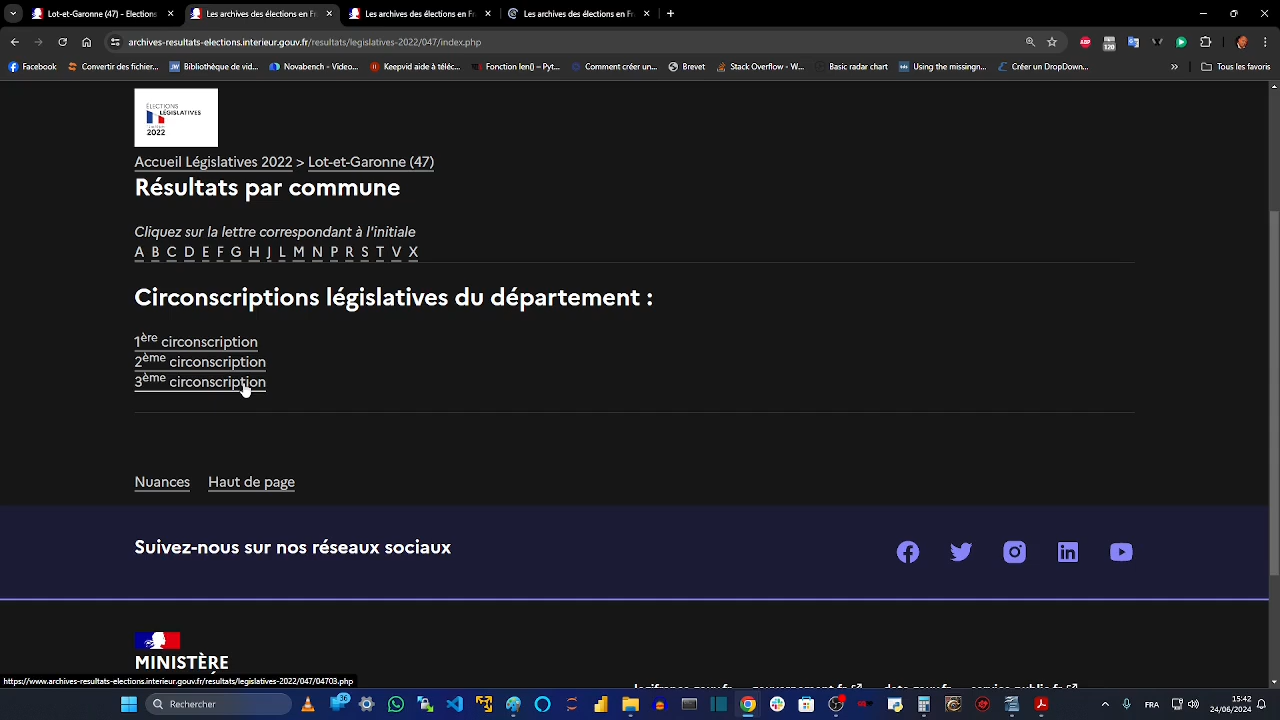 Lot-et-Garonne (47) - Elections
Les archives des élections en Fr
Les archives des élections en Fr
Les archives des élections en Fr
archives-resultats-elections.interieur.gouv.fr/resultats/legislatives-2022/047/index.php
120
Facebook
Convertir des fichier...
Bibliothèque de vid...
Novabench - Video...
Keepvid aide à téléc...
Fonction len() — Pyt...
Comment créer un...
Brevet
Stack Overflow - W...
Basic radar chart
Using the missingn...
Créer un DropDown...
»
Tous les favoris
ÉLECTIONS
LÉGISLATIVES
2022
Accueil Législatives 2022 > Lot-et-Garonne (47)
Résultats par commune
Cliquez sur la lettre correspondant à l'initiale
A B C D E F G H J L M N P R S T V X
Circonscriptions législatives du département :
1ère circonscription
2ème circonscription
3ème circonscription
Nuances Haut de page
Suivez-nous sur nos réseaux sociaux
MINISTÈRE
https://www.archives-resultats-elections.interieur.gouv.fr/resultats/legislatives-2022/047/04703.php
Rechercher
36
FRA
15:42
24/06/2024